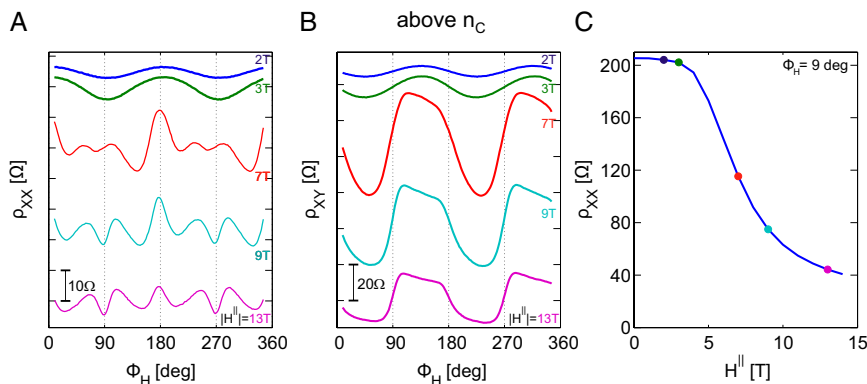 A
B
above n_C
C
2T
3T
7T
9T
|H^||=13T
10Ω
ρ_XX [Ω]
0 90 180 270 360
Φ_H [deg]
2T
3T
7T
9T
|H^||=13T
20Ω
ρ_XY [Ω]
0 90 180 270 360
Φ_H [deg]
Φ_H= 9 deg
200
160
120
80
40
0
ρ_XX [Ω]
0 5 10 15
H^|| [T]